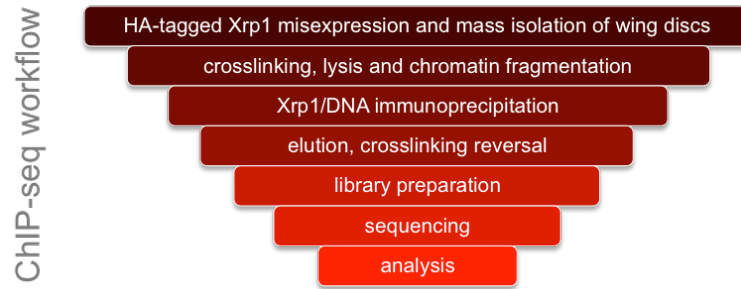 ChIP-seq workflow
HA-tagged Xrp1 misexpression and mass isolation of wing discs
crosslinking, lysis and chromatin fragmentation
Xrp1/DNA immunoprecipitation
elution, crosslinking reversal
library preparation
sequencing
analysis